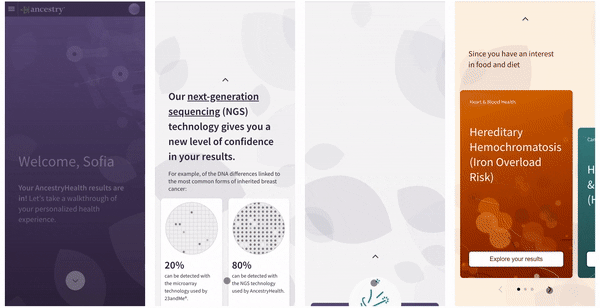 ancestry
Welcome, Sofia
Your AncestryHealth results are
in! Let's take a walkthrough of
your personalized health
experience.
Our next-generation
sequencing (NGS)
technology gives you a
new level of confidence
in your results.
For example, of the DNA differences linked to
the most common forms of inherited breast
cancer:
20%
can be detected with
the microarray
technology used by
23andMe®.
80%
can be detected with
the NGS technology
used by AncestryHealth.
Since you have an interest
in food and diet
Heart & Blood Health
Hereditary
Hemochromatosis
(Iron Overload
Risk)
Explore your results